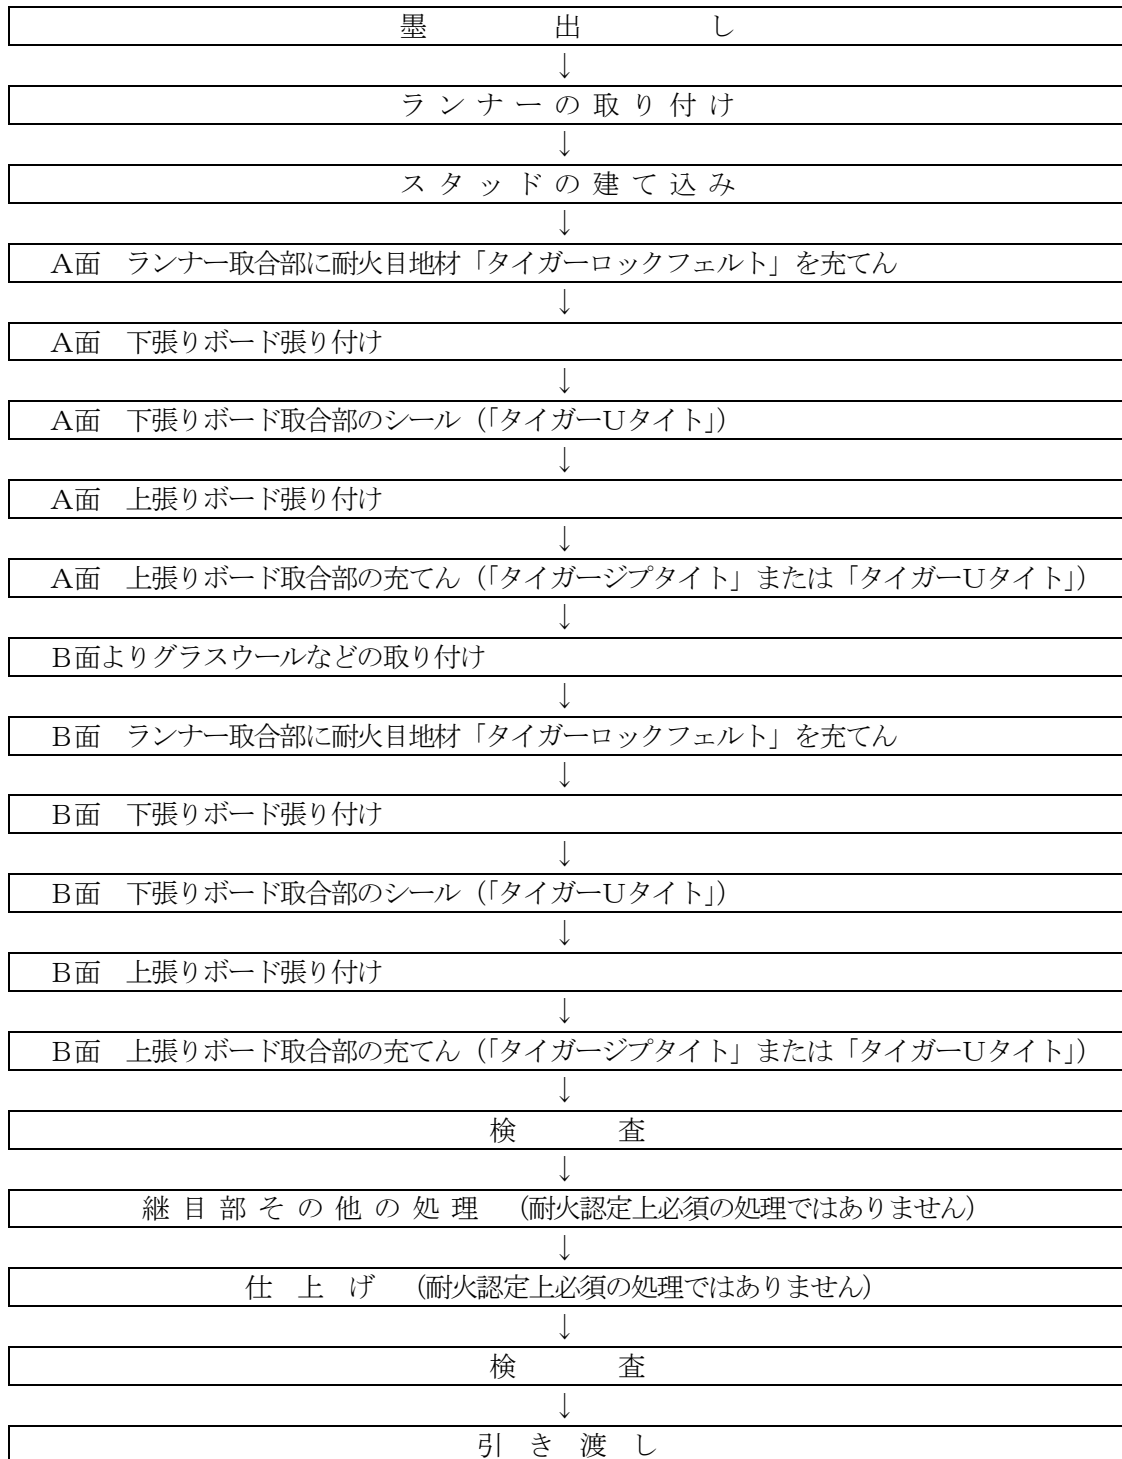 墨出し
↓
ランナーの取り付け
↓
スタッドの建て込み
↓
A面 ランナー取合部に耐火目地材「タイガーロックフェルト」を充てん
↓
A面 下張りボード張り付け
↓
A面 下張りボード取合部のシール(「タイガーUタイト」)
↓
A面 上張りボード張り付け
↓
A面 上張りボード取合部の充てん(「タイガージプタイト」または「タイガーUタイト」)
↓
B面よりグラスウールなどの取り付け
↓
B面 ランナー取合部に耐火目地材「タイガーロックフェルト」を充てん
↓
B面 下張りボード張り付け
↓
B面 下張りボード取合部のシール(「タイガーUタイト」)
↓
B面 上張りボード張り付け
↓
B面 上張りボード取合部の充てん(「タイガージプタイト」または「タイガーUタイト」)
↓
検査
↓
継目部その他の処理 (耐火認定上必須の処理ではありません)
↓
仕上げ (耐火認定上必須の処理ではありません)
↓
検査
↓
引き渡し